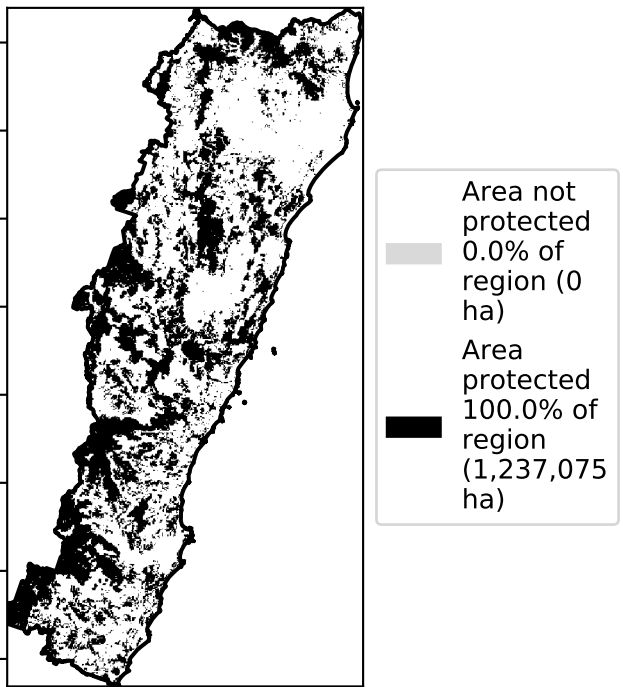 Area not
protected
0.0% of
region (0
ha)
Area
protected
100.0% of
region
(1,237,075
ha)